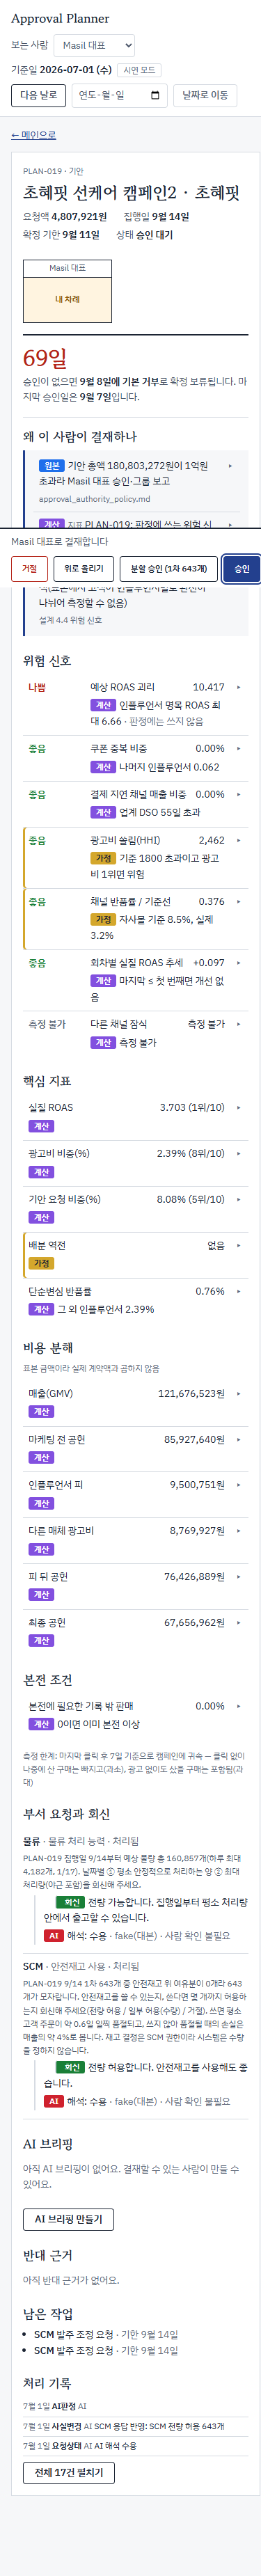 Approval Planner
보는 사람 Masil 대표
기준일 2026-07-01 (수) 시연 모드
다음 날로 연도-월-일 날짜로 이동
← 메인으로
PLAN-019 · 기안
초혜핏 선케어 캠페인2 · 초혜핏
요청액 4,807,921원 집행일 9월 14일
확정 기한 9월 11일 상태 승인 대기
Masil 대표
내 차례
69일
승인이 없으면 9월 8일에 기본 거부로 확정 보류됩니다. 마
지막 승인일은 9월 7일입니다.
왜 이 사람이 결재하나
원본 기안 총액 180,803,272원이 1억원
초과라 Masil 대표 승인·그룹 보고
approval_authority_policy.md
계산 지표 PLAN-019: 판정에 쓰는 위험 신
Masil 대표로 결재합니다
거절 위로 올리기 분할 승인 (1차 643개) 승인
나뉘어 측정할 수 없음)
설계 4.4 위험 신호
위험 신호
나쁨 예상 ROAS 괴리 10.417
계산 인플루언서 명목 ROAS 최
대 6.66 · 판정에는 쓰지 않음
좋음 쿠폰 중복 비중 0.00%
계산 나머지 인플루언서 0.062
좋음 결제 지연 채널 매출 비중 0.00%
계산 업계 DSO 55일 초과
좋음 광고비 쏠림(HHI) 2,462
가정 기준 1800 초과이고 광고
비 1위면 위험
좋음 채널 반품률 / 기준선 0.376
가정 자사몰 기준 8.5%, 실제
3.2%
좋음 회차별 실질 ROAS 추세 +0.097
계산 마지막 ≤ 첫 번째면 개선 없
음
측정 불가 다른 채널 잠식 측정 불가
계산 측정 불가
핵심 지표
실질 ROAS 3.703 (1위/10)
계산
광고비 비중(%) 2.39% (8위/10)
계산
기안 요청 비중(%) 8.08% (5위/10)
계산
배분 역전 없음
가정
단순변심 반품률 0.76%
계산 그 외 인플루언서 2.39%
비용 분해
표본 금액이라 실제 계약액과 곱하지 않음
매출(GMV) 121,676,523원
계산
마케팅 전 공헌 85,927,640원
계산
인플루언서 피 9,500,751원
계산
다른 매체 광고비 8,769,927원
계산
피 뒤 공헌 76,426,889원
계산
최종 공헌 67,656,962원
계산
본전 조건
본전에 필요한 기록 밖 판매 0.00%
계산 0이면 이미 본전 이상
측정 한계: 마지막 클릭 후 7일 기준으로 캠페인에 귀속 — 클릭 없이
나중에 산 구매는 빠지고(과소), 광고 없이도 샀을 구매는 포함됨(과
대)
부서 요청과 회신
물류 · 물류 처리 능력 · 처리됨
PLAN-019 집행일 9/14부터 예상 물량 총 160,857개(하루 최대
4,182개, 1/17). 날짜별 ① 평소 안정적으로 처리하는 양 ② 최대
처리량(야근 포함)을 회신해 주세요.
회신 전량 가능합니다. 집행일부터 평소 처리량
안에서 출고할 수 있습니다.
AI 해석: 수용 · fake(대본) · 사람 확인 불필요
SCM · 안전재고 사용 · 처리됨
PLAN-019 9/14 1차 643개 중 안전재고 위 여유분이 0개라 643
개가 모자랍니다. 안전재고를 쓸 수 있는지, 쓴다면 몇 개까지 허용하
는지 회신해 주세요(전량 허용 / 일부 허용(수량) / 거절). 쓰면 평소
고객 주문이 약 0.6일 일찍 품절되고, 쓰지 않아 품절될 때의 손실은
매출의 약 4%로 봅니다. 재고 결정은 SCM 권한이라 시스템은 수량
을 정하지 않습니다.
회신 전량 허용합니다. 안전재고를 사용해도 좋
습니다.
AI 해석: 수용 · fake(대본) · 사람 확인 불필요
AI 브리핑
아직 AI 브리핑이 없어요. 결재할 수 있는 사람이 만들 수
있어요.
AI 브리핑 만들기
반대 근거
아직 반대 근거가 없어요.
남은 작업
SCM 발주 조정 요청 · 기한 9월 14일
SCM 발주 조정 요청 · 기한 9월 14일
처리 기록
7월 1일 AI판정 AI
7월 1일 사실변경 AI SCM 응답 반영: SCM 전량 허용 643개
7월 1일 요청상태 AI AI 해석 수용
전체 17건 펼치기